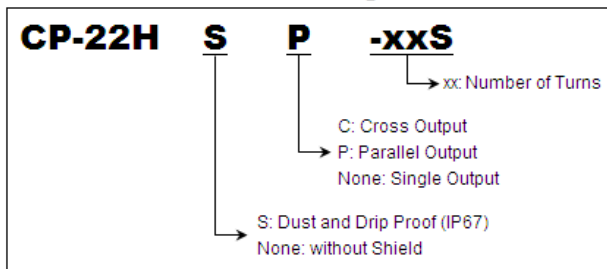 CP-22H S P -xxS
xx: Number of Turns
C: Cross Output
P: Parallel Output
None: Single Output
S: Dust and Drip Proof (IP67)
None: without Shield